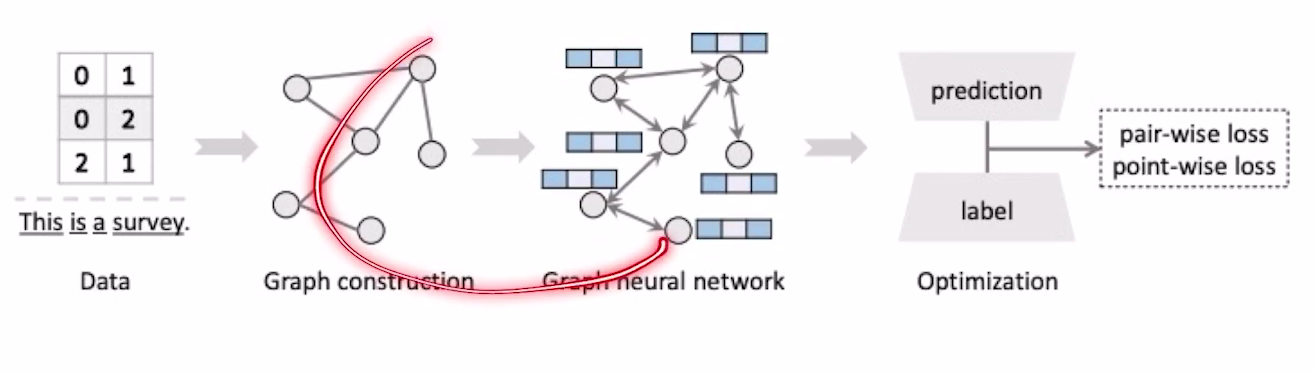 0 1
0 2
2 1
This is a survey.
Data
Graph construction
Graph neural network
prediction
label
Optimization
pair-wise loss
point-wise loss